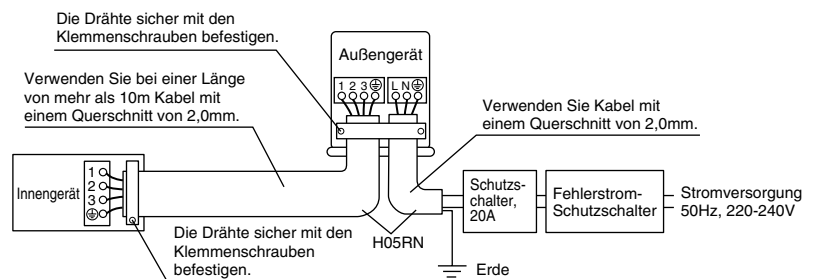 Die Drähte sicher mit den
Klemmenschrauben befestigen.
Außengerät
1 2 3
L N
Verwenden Sie bei einer Länge
von mehr als 10m Kabel mit
einem Querschnitt von 2,0mm.
Verwenden Sie Kabel mit
einem Querschnitt von 2,0mm.
Innengerät
1
2
3
Schutzs-
chalter,
20A
Fehlerstrom-
Schutzschalter
Stromversorgung
50Hz, 220-240V
Die Drähte sicher mit den
Klemmenschrauben
befestigen.
H05RN
Erde